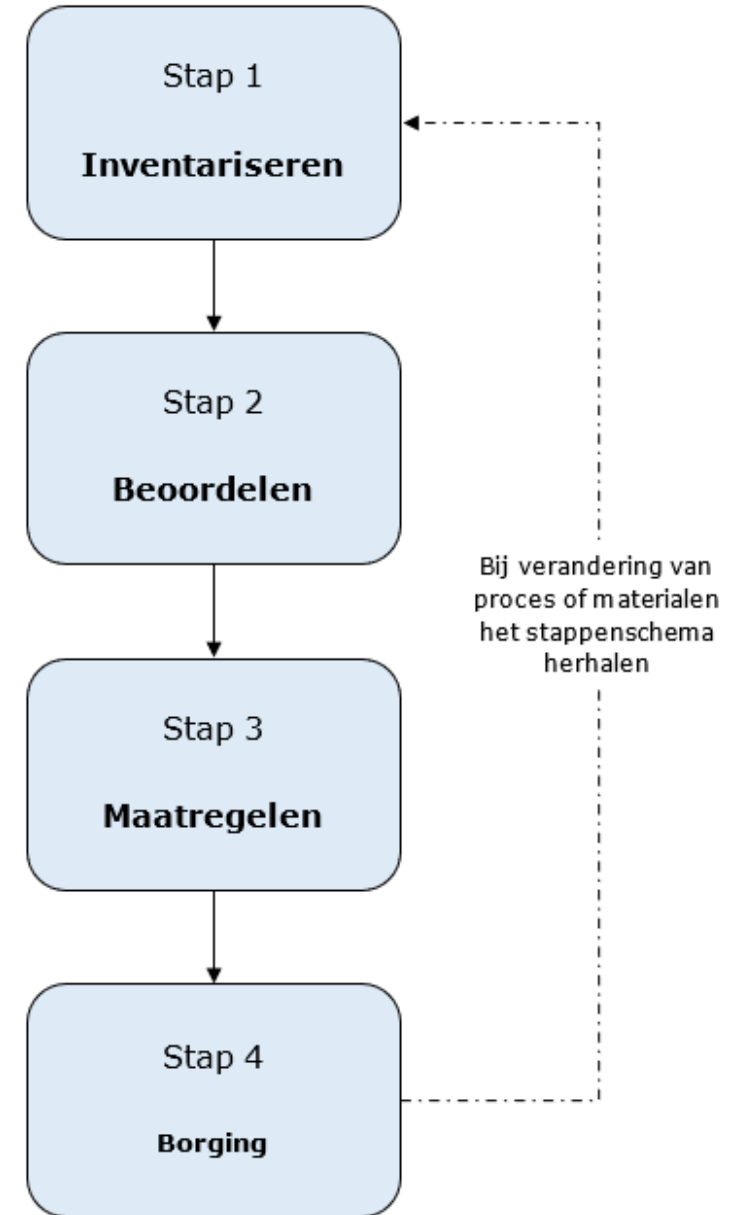 Stap 1
Inventariseren
Stap 2
Beoordelen
Bij verandering van
proces of materialen
het stappenschema
herhalen
Stap 3
Maatregelen
Stap 4
Borging